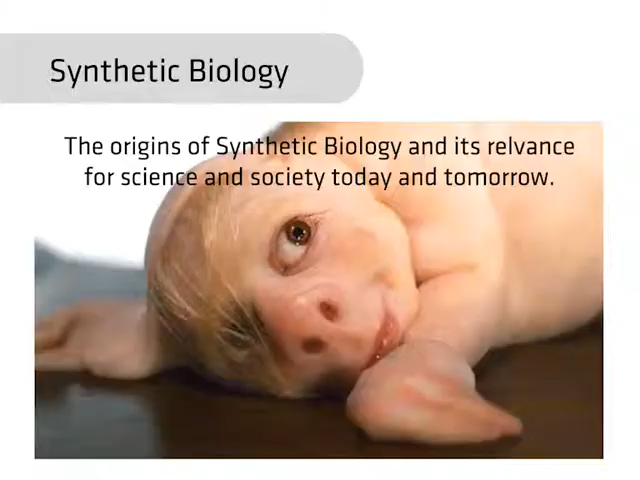 Synthetic Biology
The origins of Synthetic Biology and its relvance
for science and society today and tomorrow.